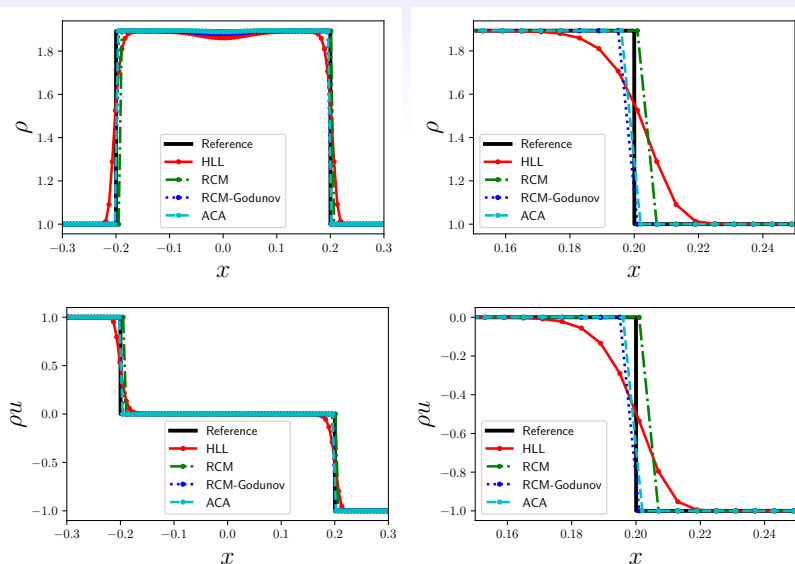 ρ
1.8
1.6
1.4
1.2
1.0
Reference
HLL
RCM
RCM-Godunov
ACA
−0.3 −0.2 −0.1 0.0 0.1 0.2 0.3
x
ρ
1.8
1.6
1.4
1.2
1.0
Reference
HLL
RCM
RCM-Godunov
ACA
0.16 0.18 0.20 0.22 0.24
x
ρu
1.0
0.5
0.0
−0.5
−1.0
Reference
HLL
RCM
RCM-Godunov
ACA
−0.3 −0.2 −0.1 0.0 0.1 0.2 0.3
x
ρu
0.0
−0.2
−0.4
−0.6
−0.8
−1.0
Reference
HLL
RCM
RCM-Godunov
ACA
0.16 0.18 0.20 0.22 0.24
x